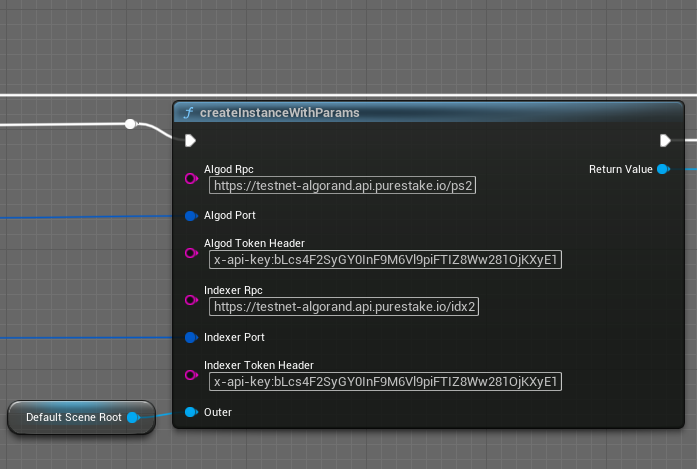 f createInstanceWithParams
Algod Rpc
Return Value
https://testnet-algorand.api.purestake.io/ps2
Algod Port
Algod Token Header
x-api-key:bLcs4F2SyGY0InF9M6Vl9piFTIZ8Ww281OjKXyE1
Indexer Rpc
https://testnet-algorand.api.purestake.io/idx2
Indexer Port
Indexer Token Header
x-api-key:bLcs4F2SyGY0InF9M6Vl9piFTIZ8Ww281OjKXyE1
Default Scene Root
Outer